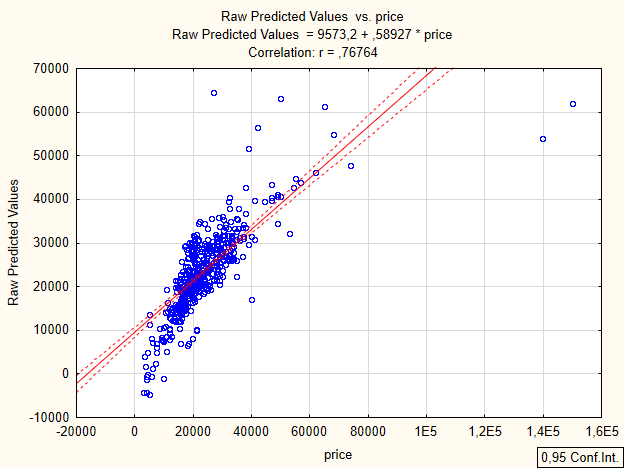 Raw Predicted Values vs. price
Raw Predicted Values = 9573,2 + ,58927 * price
Correlation: r = ,76764
70000
60000
50000
40000
30000
20000
10000
0
-10000
Raw Predicted Values
-20000 0 20000 40000 60000 80000 1E5 1,2E5 1,4E5 1,6E5
price
0,95 Conf.Int.